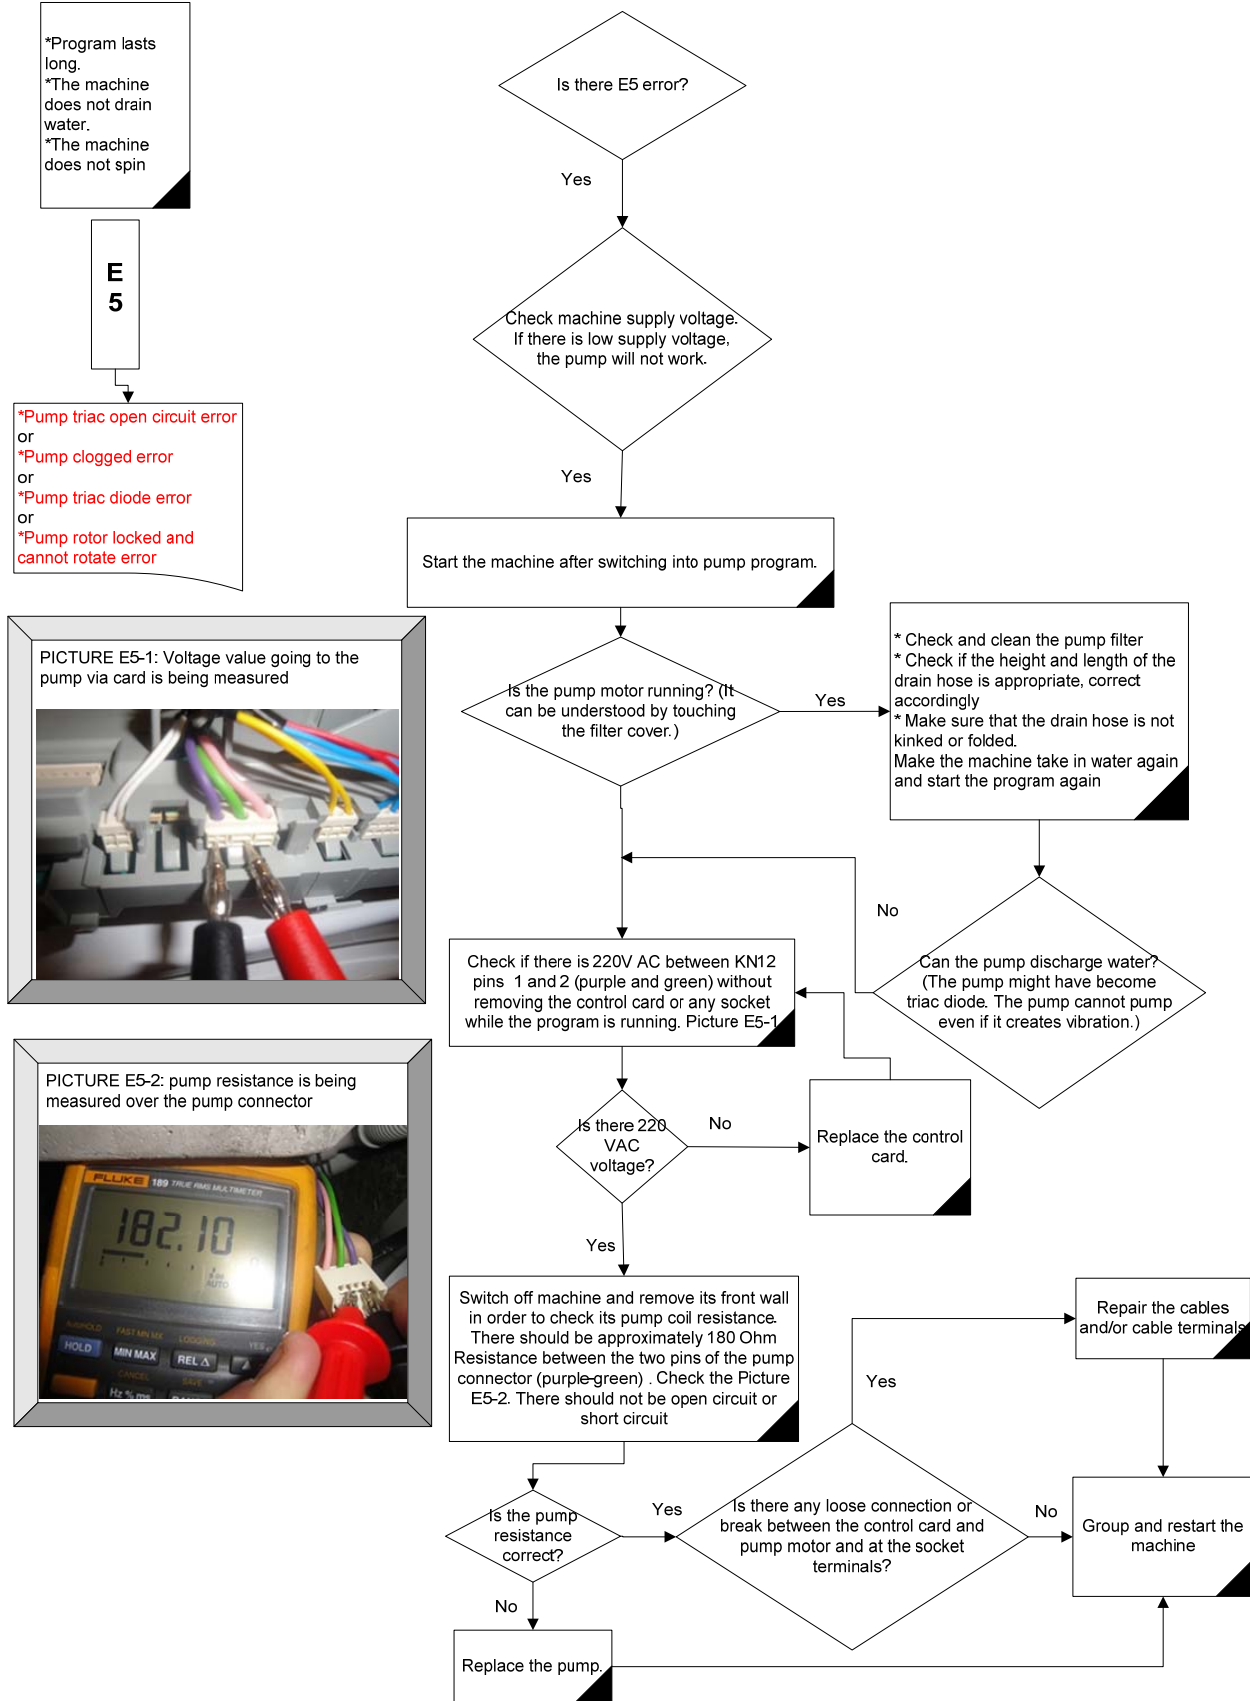 *Program lasts
long.
*The machine
does not drain
water.
*The machine
does not spin
E
5
*Pump triac open circuit error
or
*Pump clogged error
or
*Pump triac diode error
or
*Pump rotor locked and
cannot rotate error
PICTURE E5-1: Voltage value going to the
pump via card is being measured
PICTURE E5-2: pump resistance is being
measured over the pump connector
FLUKE 189 TRUE RMS MULTIMETER
182.10
AUTO
AutoHOLD FAST MN MX LOGGING YES
HOLD MIN MAX REL Δ
CANCEL SAVE
Hz % ms
Is there E5 error?
Yes
Check machine supply voltage.
If there is low supply voltage,
the pump will not work.
Yes
Start the machine after switching into pump program.
Is the pump motor running? (It
can be understood by touching
the filter cover.)
Yes
* Check and clean the pump filter
* Check if the height and length of the
drain hose is appropriate, correct
accordingly
* Make sure that the drain hose is not
kinked or folded.
Make the machine take in water again
and start the program again
No
Can the pump discharge water?
(The pump might have become
triac diode. The pump cannot pump
even if it creates vibration.)
Check if there is 220V AC between KN12
pins 1 and 2 (purple and green) without
removing the control card or any socket
while the program is running. Picture E5-1
Is there 220
VAC
voltage?
No
Replace the control
card.
Yes
Switch off machine and remove its front wall
in order to check its pump coil resistance.
There should be approximately 180 Ohm
Resistance between the two pins of the pump
connector (purple-green) . Check the Picture
E5-2. There should not be open circuit or
short circuit
Is the pump
resistance
correct?
Yes
Is there any loose connection or
break between the control card and
pump motor and at the socket
terminals?
Yes
Repair the cables
and/or cable terminals
No
Group and restart the
machine
No
Replace the pump.